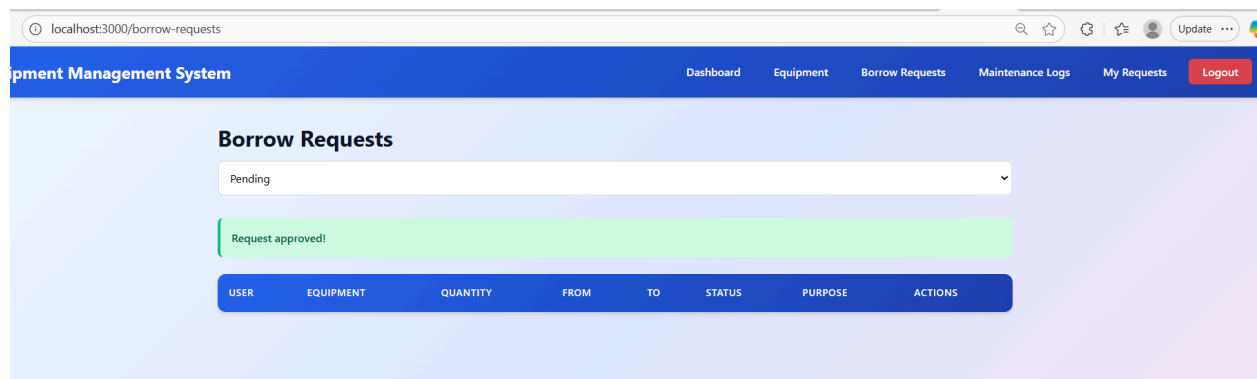 localhost:3000/borrow-requests
Update
ipment Management System
Dashboard Equipment Borrow Requests Maintenance Logs My Requests Logout
Borrow Requests
Pending
Request approved!
USER EQUIPMENT QUANTITY FROM TO STATUS PURPOSE ACTIONS